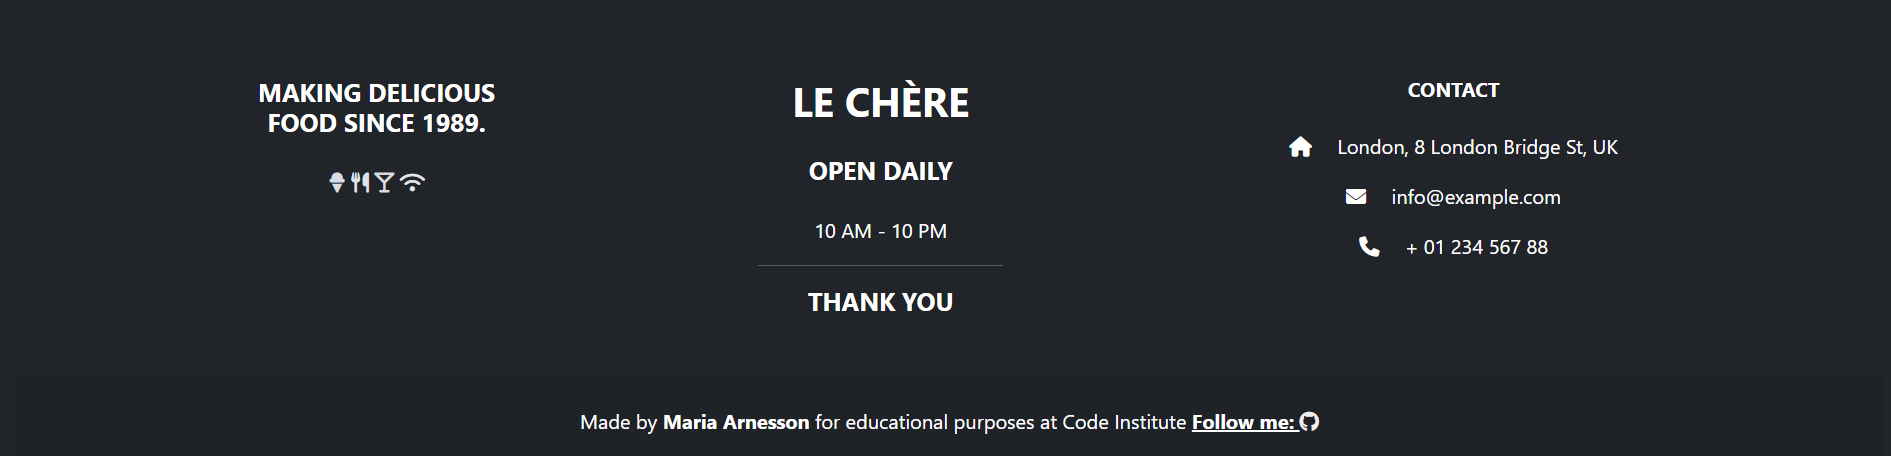 MAKING DELICIOUS
FOOD SINCE 1989.
LE CHÈRE
OPEN DAILY
10 AM - 10 PM
THANK YOU
CONTACT
London, 8 London Bridge St, UK
info@example.com
+ 01 234 567 88
Made by Maria Arnesson for educational purposes at Code Institute Follow me: